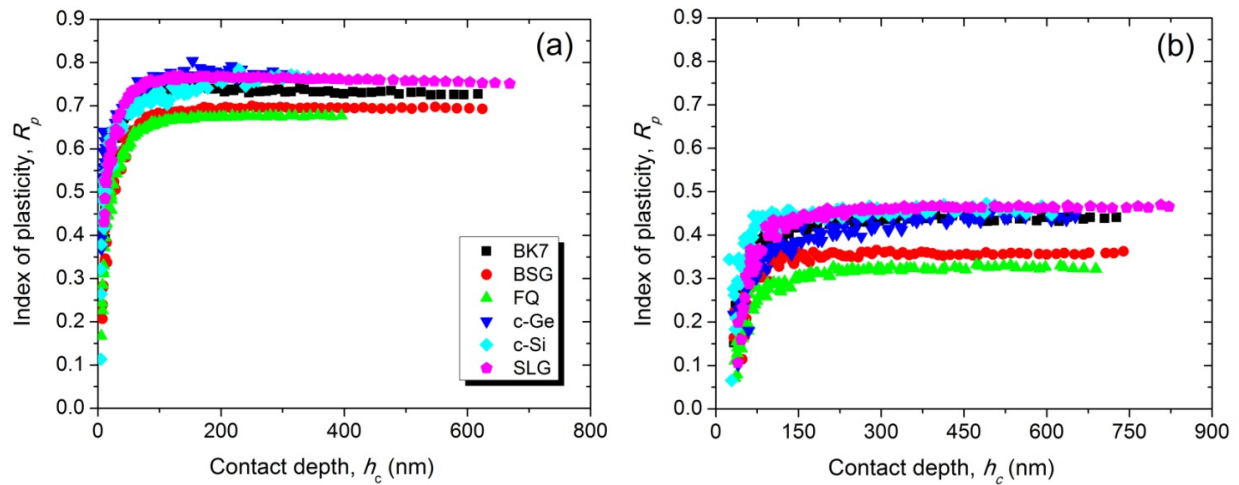 (a)
Index of plasticity, Rp
0.9
0.8
0.7
0.6
0.5
0.4
0.3
0.2
0.1
0.0
BK7
BSG
FQ
c-Ge
c-Si
SLG
0 200 400 600 800
Contact depth, hc (nm)
(b)
Index of plasticity, Rp
0.9
0.8
0.7
0.6
0.5
0.4
0.3
0.2
0.1
0.0
0 150 300 450 600 750 900
Contact depth, hc (nm)